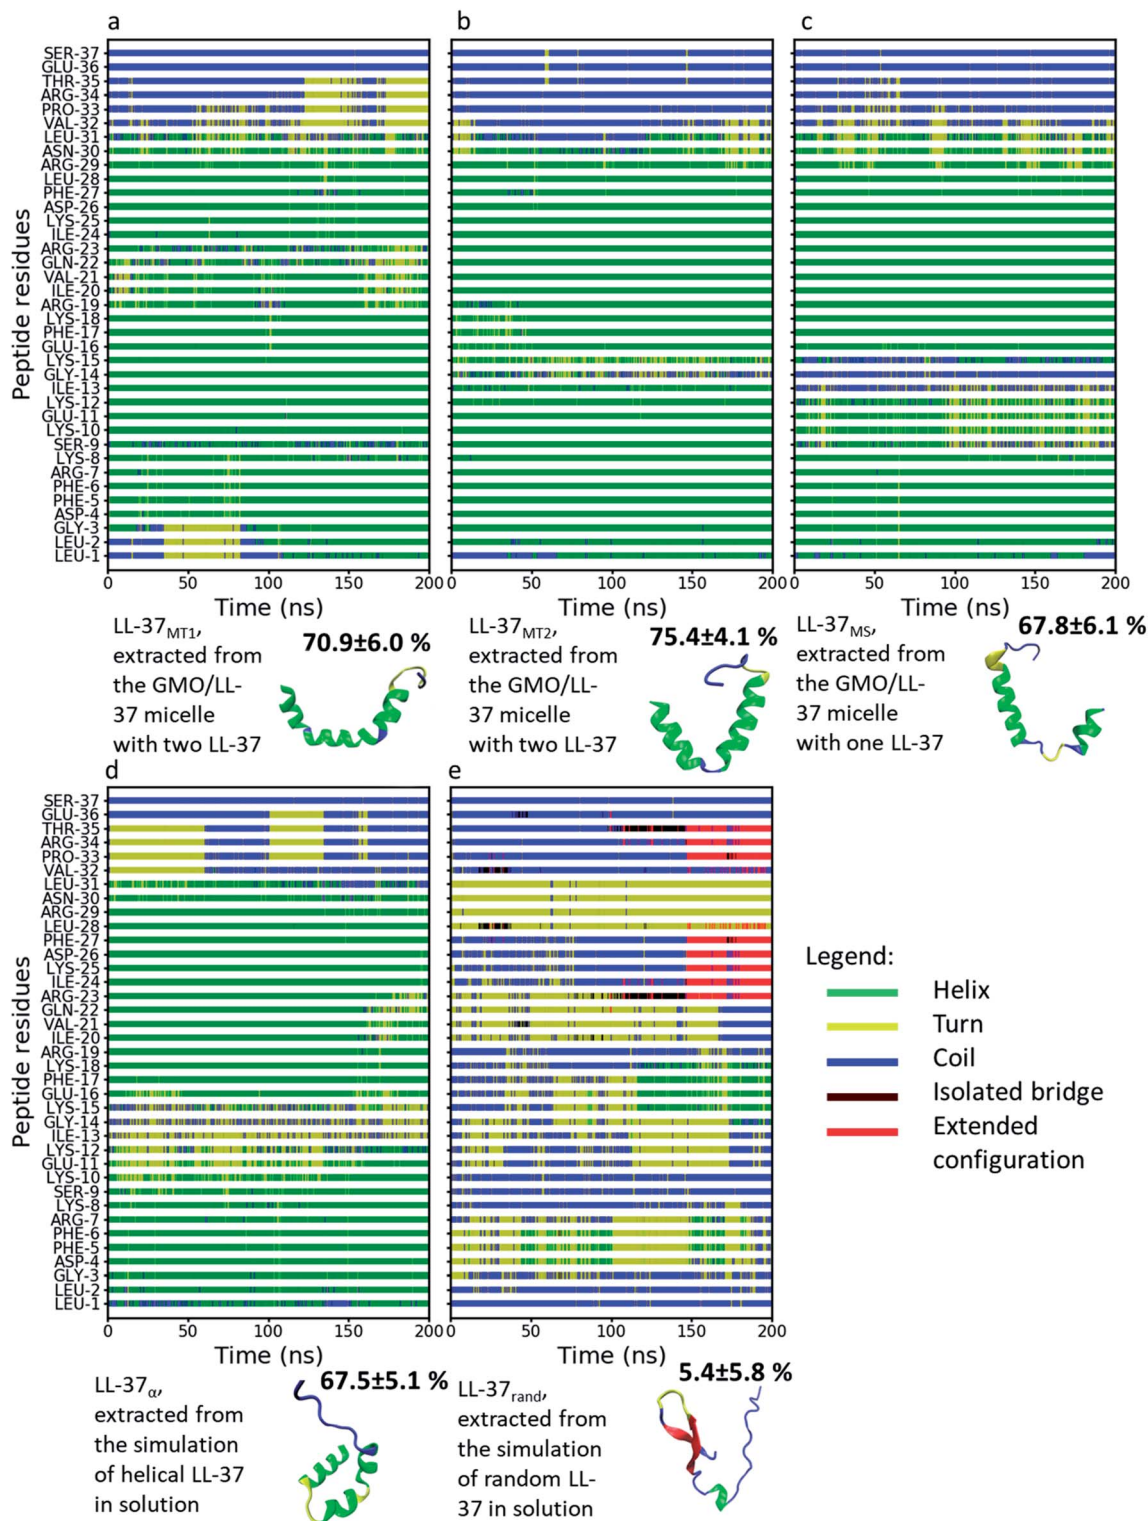 a
b
c
Peptide residues
SER-37
GLU-36
THR-35
ARG-34
PRO-33
VAL-32
LEU-31
ASN-30
ARG-29
LEU-28
PHE-27
ASP-26
LYS-25
ILE-24
ARG-23
GLN-22
VAL-21
ILE-20
ARG-19
LYS-18
PHE-17
GLU-16
LYS-15
GLY-14
ILE-13
LYS-12
GLU-11
LYS-10
SER-9
LYS-8
ARG-7
PHE-6
PHE-5
ASP-4
GLY-3
LEU-2
LEU-1
0 50 100 150 200
Time (ns)
0 50 100 150 200
Time (ns)
0 50 100 150 200
Time (ns)
LL-37MT1,
extracted from
the GMO/LL-
37 micelle
with two LL-37
70.9±6.0 %
LL-37MT2,
extracted from
the GMO/LL-
37 micelle
with two LL-37
75.4±4.1 %
LL-37MS,
extracted from
the GMO/LL-
37 micelle
with one LL-37
67.8±6.1 %
d
e
Peptide residues
SER-37
GLU-36
THR-35
ARG-34
PRO-33
VAL-32
LEU-31
ASN-30
ARG-29
LEU-28
PHE-27
ASP-26
LYS-25
ILE-24
ARG-23
GLN-22
VAL-21
ILE-20
ARG-19
LYS-18
PHE-17
GLU-16
LYS-15
GLY-14
ILE-13
LYS-12
GLU-11
LYS-10
SER-9
LYS-8
ARG-7
PHE-6
PHE-5
ASP-4
GLY-3
LEU-2
LEU-1
0 50 100 150 200
Time (ns)
0 50 100 150 200
Time (ns)
Legend:
Helix
Turn
Coil
Isolated bridge
Extended
configuration
LL-37α,
extracted from
the simulation
of helical LL-37
in solution
67.5±5.1 %
LL-37rand,
extracted from
the simulation
of random LL-
37 in solution
5.4±5.8 %